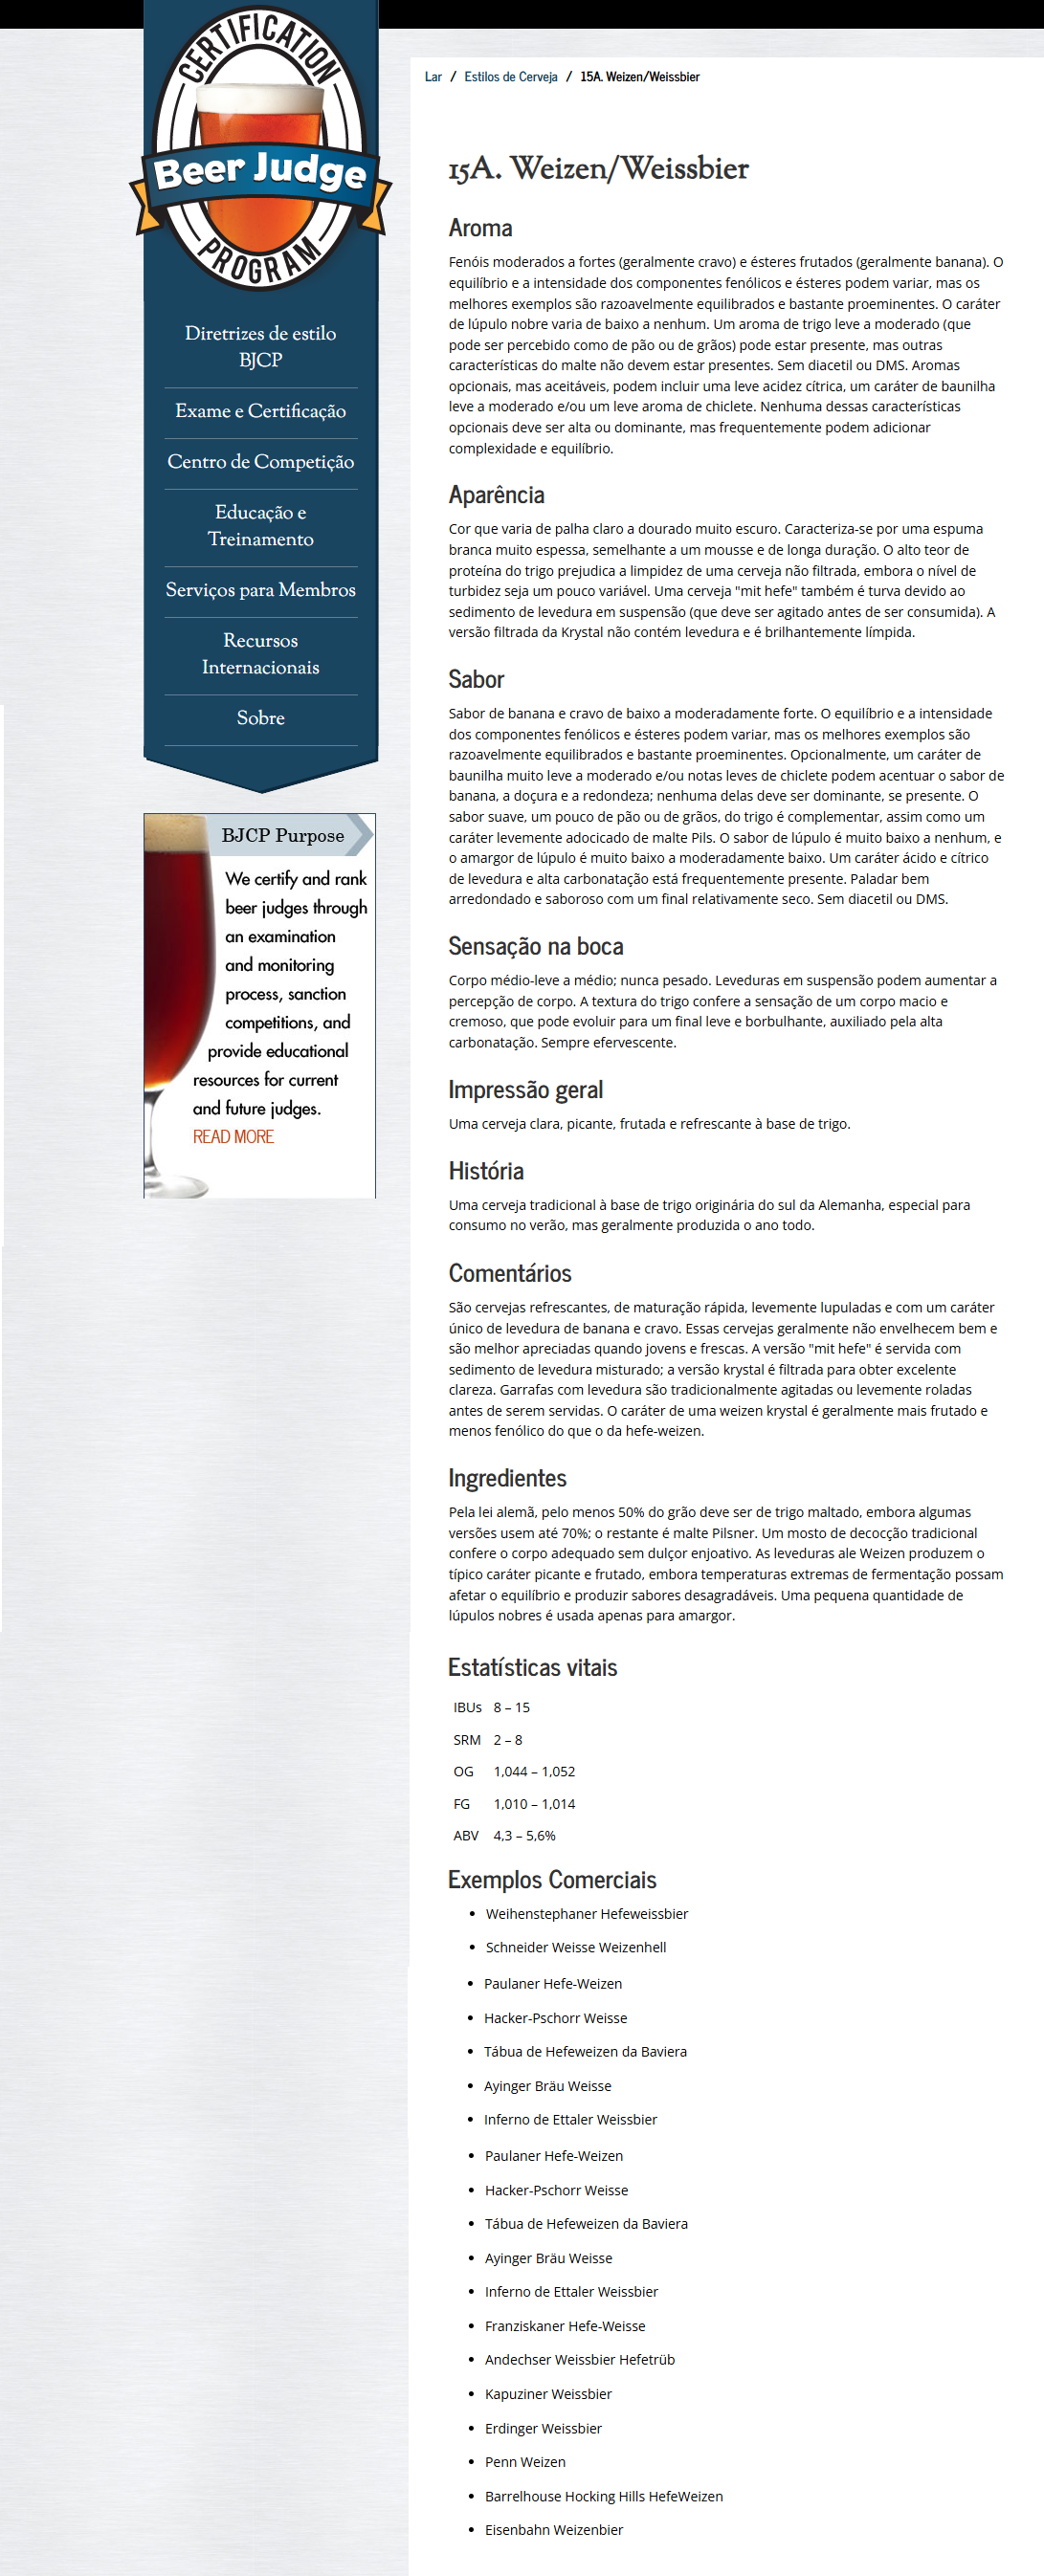 CERTIFICATION
Beer Judge
PROGRAM
Diretrizes de estilo
BJCP
Exame e Certificação
Centro de Competição
Educação e
Treinamento
Serviços para Membros
Recursos
Internacionais
Sobre
BJCP Purpose
We certify and rank
beer judges through
an examination
and monitoring
process, sanction
competitions, and
provide educational
resources for current
and future judges.
READ MORE
Lar / Estilos de Cerveja / 15A. Weizen/Weissbier
15A. Weizen/Weissbier
Aroma
Fenóis moderados a fortes (geralmente cravo) e ésteres frutados (geralmente banana). O
equilíbrio e a intensidade dos componentes fenólicos e ésteres podem variar, mas os
melhores exemplos são razoavelmente equilibrados e bastante proeminentes. O caráter
de lúpulo nobre varia de baixo a nenhum. Um aroma de trigo leve a moderado (que
pode ser percebido como de pão ou de grãos) pode estar presente, mas outras
características do malte não devem estar presentes. Sem diacetil ou DMS. Aromas
opcionais, mas aceitáveis, podem incluir uma leve acidez cítrica, um caráter de baunilha
leve a moderado e/ou um leve aroma de chiclete. Nenhuma dessas características
opcionais deve ser alta ou dominante, mas frequentemente podem adicionar
complexidade e equilíbrio.
Aparência
Cor que varia de palha claro a dourado muito escuro. Caracteriza-se por uma espuma
branca muito espessa, semelhante a um mousse e de longa duração. O alto teor de
proteína do trigo prejudica a limpidez de uma cerveja não filtrada, embora o nível de
turbidez seja um pouco variável. Uma cerveja "mit hefe" também é turva devido ao
sedimento de levedura em suspensão (que deve ser agitado antes de ser consumida). A
versão filtrada da Krystal não contém levedura e é brilhantemente límpida.
Sabor
Sabor de banana e cravo de baixo a moderadamente forte. O equilíbrio e a intensidade
dos componentes fenólicos e ésteres podem variar, mas os melhores exemplos são
razoavelmente equilibrados e bastante proeminentes. Opcionalmente, um caráter de
baunilha muito leve a moderado e/ou notas leves de chiclete podem acentuar o sabor de
banana, a doçura e a redondeza; nenhuma delas deve ser dominante, se presente. O
sabor suave, um pouco de pão ou de grãos, do trigo é complementar, assim como um
caráter levemente adocicado de malte Pils. O sabor de lúpulo é muito baixo a nenhum, e
o amargor de lúpulo é muito baixo a moderadamente baixo. Um caráter ácido e cítrico
de levedura e alta carbonatação está frequentemente presente. Paladar bem
arredondado e saboroso com um final relativamente seco. Sem diacetil ou DMS.
Sensação na boca
Corpo médio-leve a médio; nunca pesado. Leveduras em suspensão podem aumentar a
percepção de corpo. A textura do trigo confere a sensação de um corpo macio e
cremoso, que pode evoluir para um final leve e borbulhante, auxiliado pela alta
carbonatação. Sempre efervescente.
Impressão geral
Uma cerveja clara, picante, frutada e refrescante à base de trigo.
História
Uma cerveja tradicional à base de trigo originária do sul da Alemanha, especial para
consumo no verão, mas geralmente produzida o ano todo.
Comentários
São cervejas refrescantes, de maturação rápida, levemente lupuladas e com um caráter
único de levedura de banana e cravo. Essas cervejas geralmente não envelhecem bem e
são melhor apreciadas quando jovens e frescas. A versão "mit hefe" é servida com
sedimento de levedura misturado; a versão krystal é filtrada para obter excelente
clareza. Garrafas com levedura são tradicionalmente agitadas ou levemente roladas
antes de serem servidas. O caráter de uma weizen krystal é geralmente mais frutado e
menos fenólico do que o da hefe-weizen.
Ingredientes
Pela lei alemã, pelo menos 50% do grão deve ser de trigo maltado, embora algumas
versões usem até 70%; o restante é malte Pilsner. Um mosto de decocção tradicional
confere o corpo adequado sem dulçor enjoativo. As leveduras ale Weizen produzem o
típico caráter picante e frutado, embora temperaturas extremas de fermentação possam
afetar o equilíbrio e produzir sabores desagradáveis. Uma pequena quantidade de
lúpulos nobres é usada apenas para amargor.
Estatísticas vitais
IBUs 8 – 15
SRM 2 – 8
OG 1,044 – 1,052
FG 1,010 – 1,014
ABV 4,3 – 5,6%
Exemplos Comerciais
• Weihenstephaner Hefeweissbier
• Schneider Weisse Weizenhell
• Paulaner Hefe-Weizen
• Hacker-Pschorr Weisse
• Tábua de Hefeweizen da Baviera
• Ayinger Bräu Weisse
• Inferno de Ettaler Weissbier
• Paulaner Hefe-Weizen
• Hacker-Pschorr Weisse
• Tábua de Hefeweizen da Baviera
• Ayinger Bräu Weisse
• Inferno de Ettaler Weissbier
• Franziskaner Hefe-Weisse
• Andechser Weissbier Hefetrüb
• Kapuziner Weissbier
• Erdinger Weissbier
• Penn Weizen
• Barrelhouse Hocking Hills HefeWeizen
• Eisenbahn Weizenbier